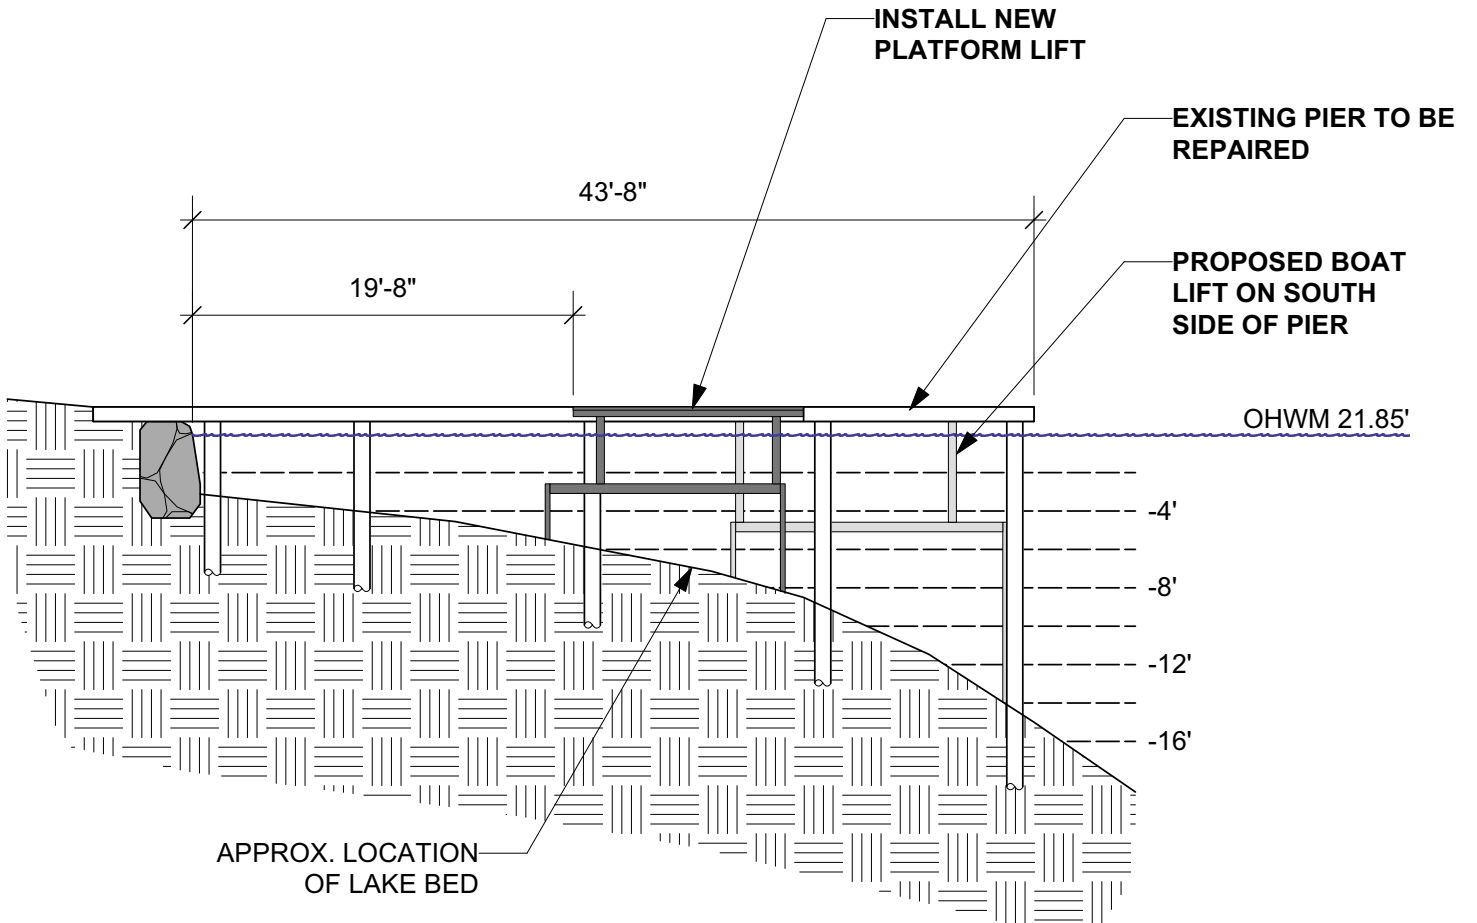 INSTALL NEW
PLATFORM LIFT
EXISTING PIER TO BE
REPAIRED
43'-8"
PROPOSED BOAT
LIFT ON SOUTH
SIDE OF PIER
19'-8"
OHWM 21.85'
-4'
-8'
-12'
-16'
APPROX. LOCATION
OF LAKE BED